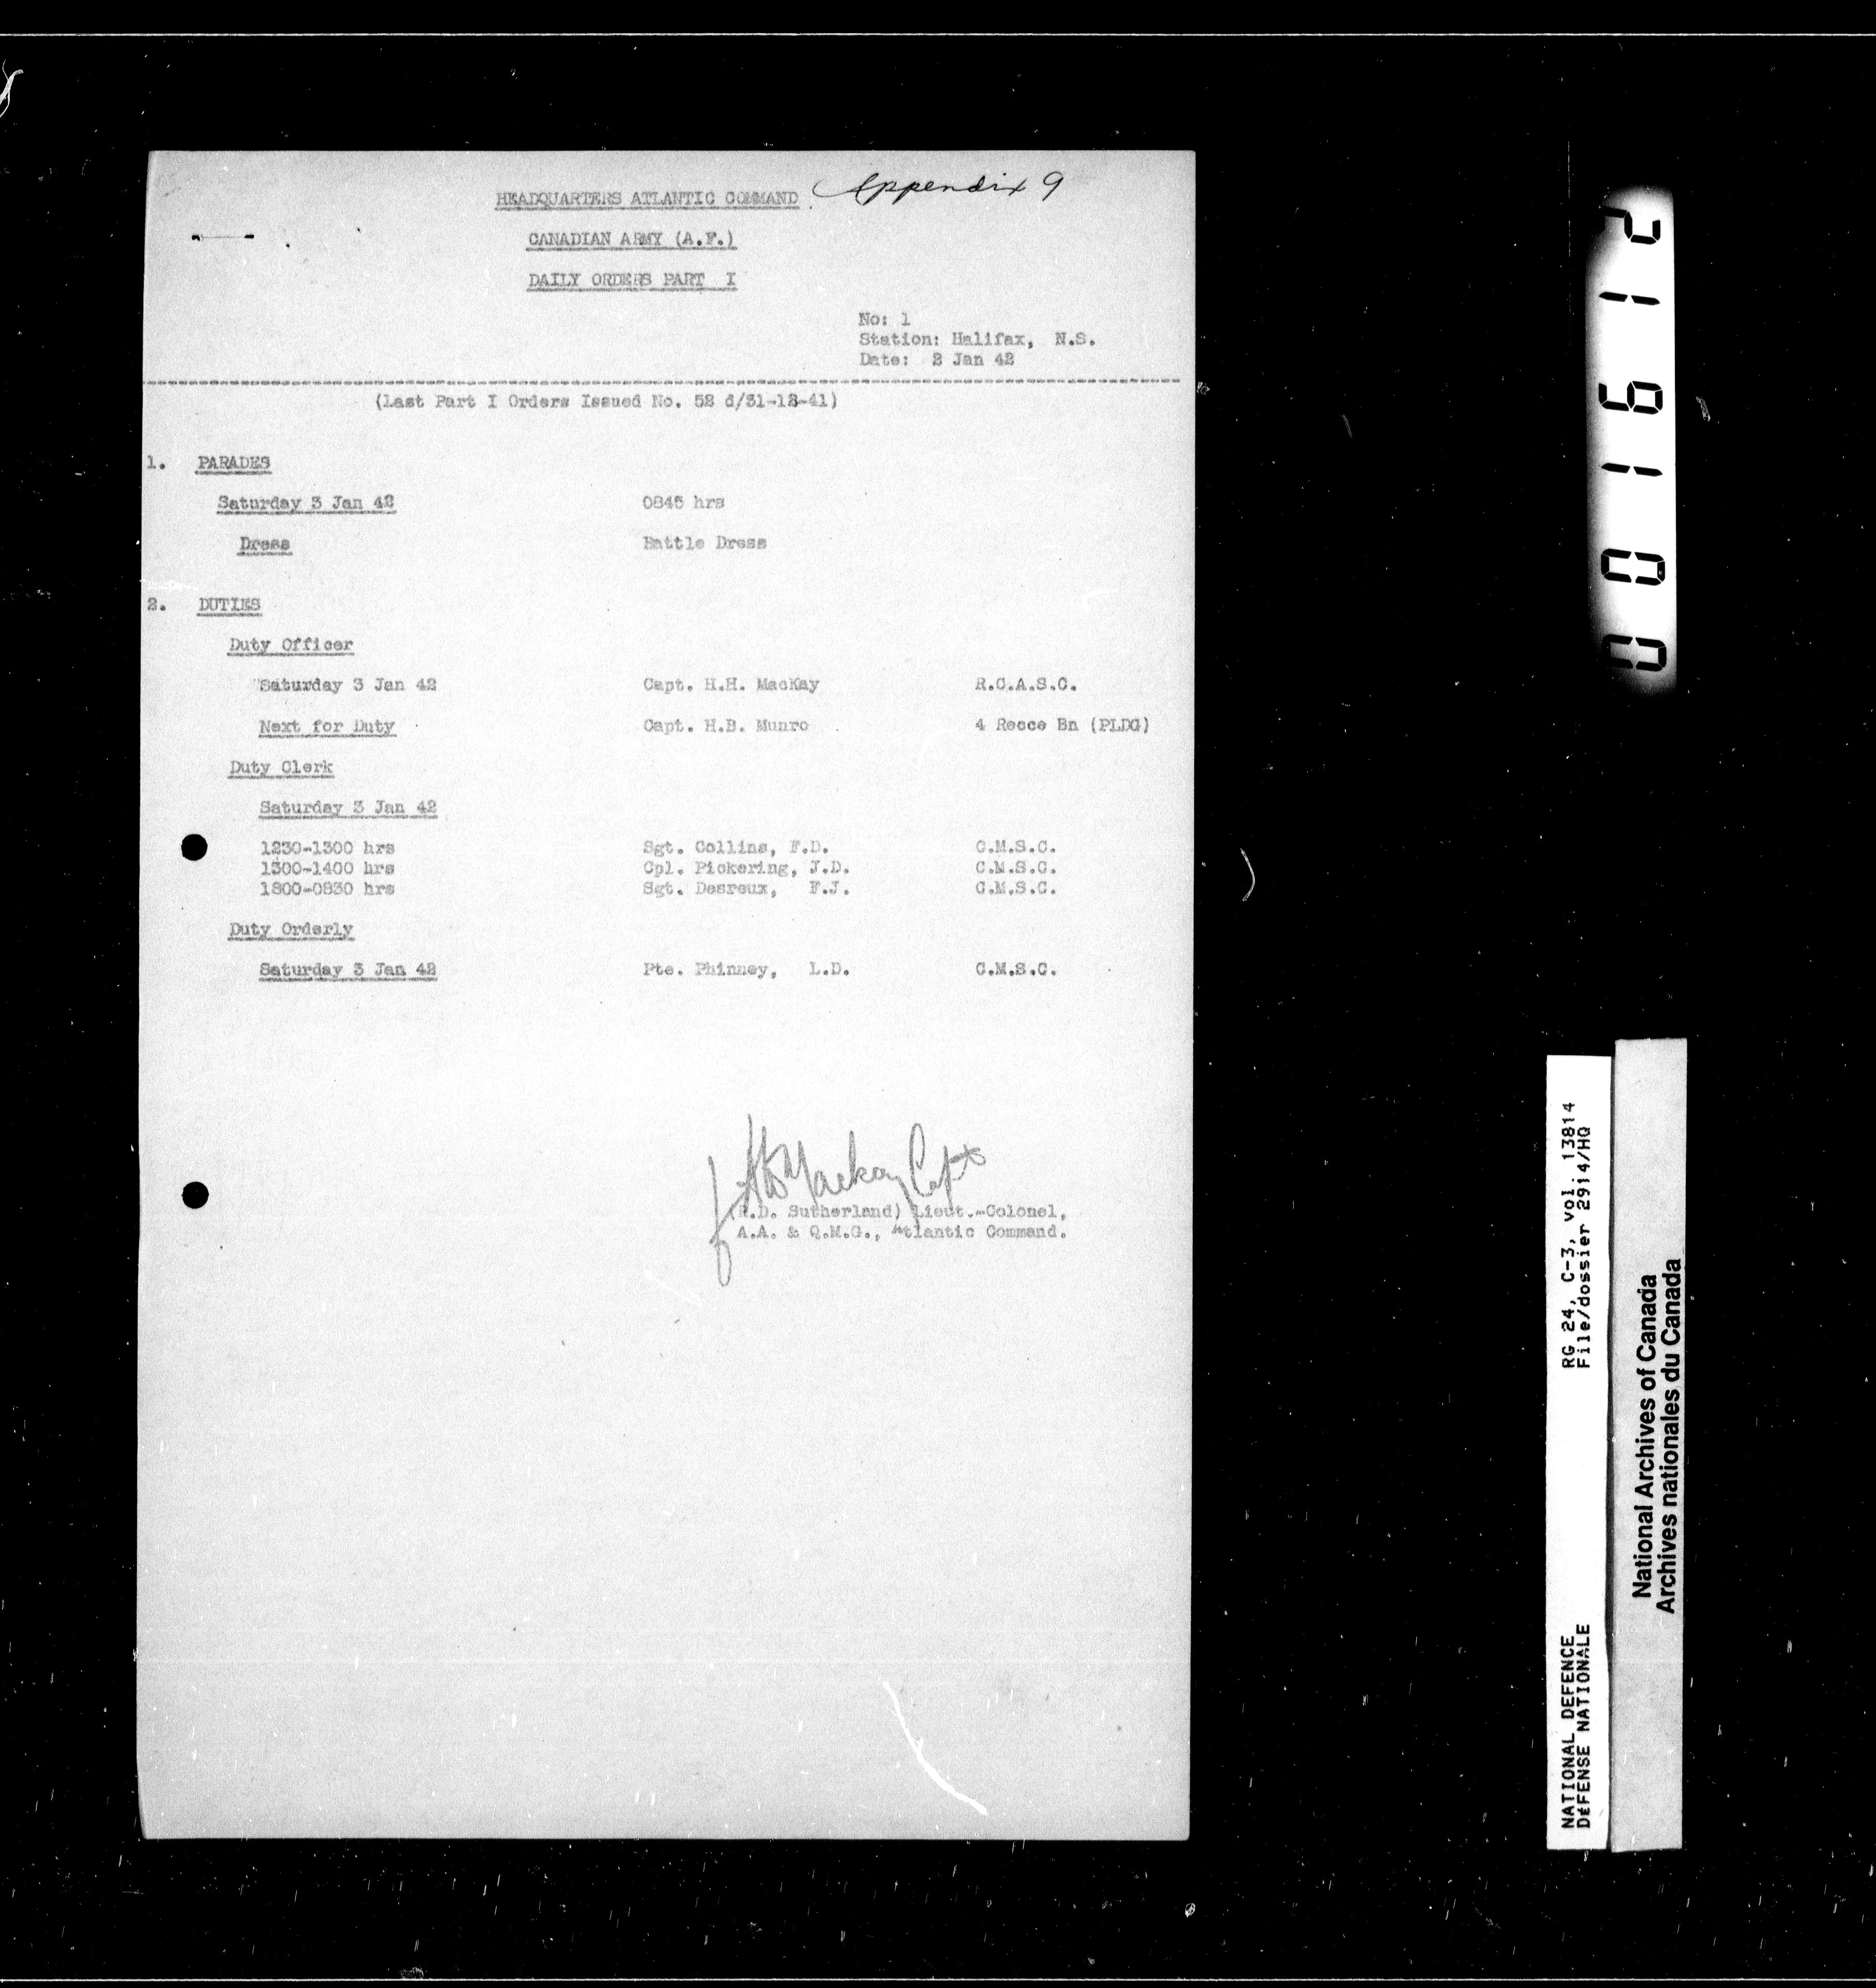 Appendix 9
HEADQUARTERS ATLANTIC COMMAND
CANADIAN ARMY (A.F.)
DAILY ORDERS PART I
No: 1
Station: Halifax, N.S.
Date: 2 Jan 42
(Last Part I Orders Issued No. 52 d/31-12-41)
1. PARADES
Saturday 3 Jan 42 0845 hrs
Dress Battle Dress
2. DUTIES
Duty Officer
Saturday 3 Jan 42 Capt. H.H. MacKay R.C.A.S.C.
Next for Duty Capt. H.B. Munro 4 Recce Bn (PLDG)
Duty Clerk
Saturday 3 Jan 42
1230-1300 hrs Sgt. Collins, F.D. C.M.S.C.
1300-1400 hrs Cpl. Pickering, J.D. C.M.S.C.
1800-0830 hrs Sgt. Desreux, F.J. C.M.S.C.
Duty Orderly
Saturday 3 Jan 42 Pte. Phinney, L.D. C.M.S.C.
f HH Mackay Capt
(R.D. Sutherland) Lieut.-Colonel,
A.A. & Q.M.G., Atlantic Command.
001612
RG 24, C-3, vol. 13814
File/dossier 2914/HQ
NATIONAL DEFENCE
DÉFENSE NATIONALE
National Archives of Canada
Archives nationales du Canada